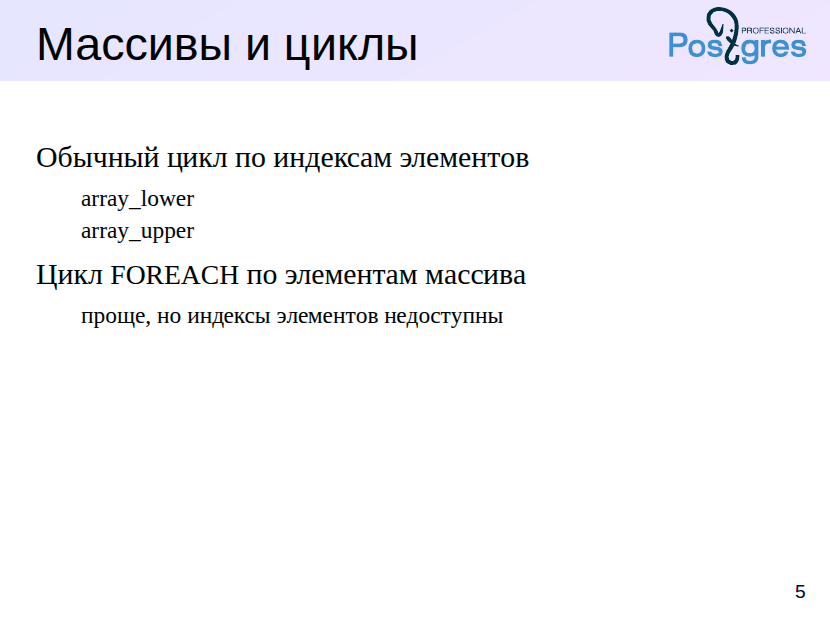 Массивы и циклы
PROFESSIONAL
Postgres
Обычный цикл по индексам элементов
array_lower
array_upper
Цикл FOREACH по элементам массива
проще, но индексы элементов недоступны
5